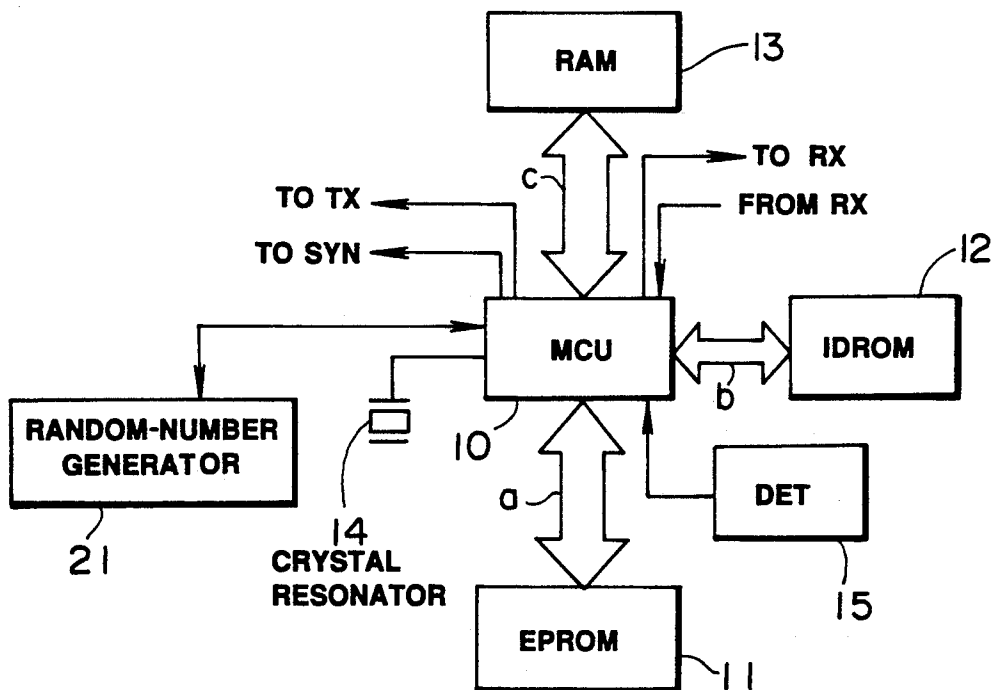 RAM
13
TO RX
C
TO TX
FROM RX
TO SYN
12
MCU
IDROM
b
RANDOM-NUMBER
GENERATOR
10
a
DET
14
21
CRYSTAL
RESONATOR
15
EPROM
11